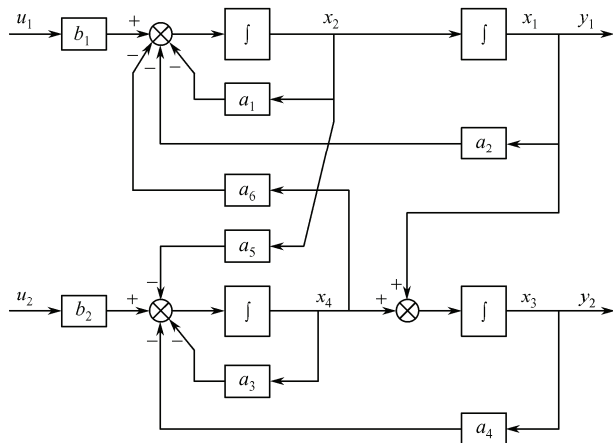 u₁ b₁ + ∫ x₂ ∫ x₁ y₁
− − −
a₁
a₂
a₆
a₅
− +
u₂ b₂ + ∫ x₄ + ∫ x₃ y₂
− −
a₃
a₄